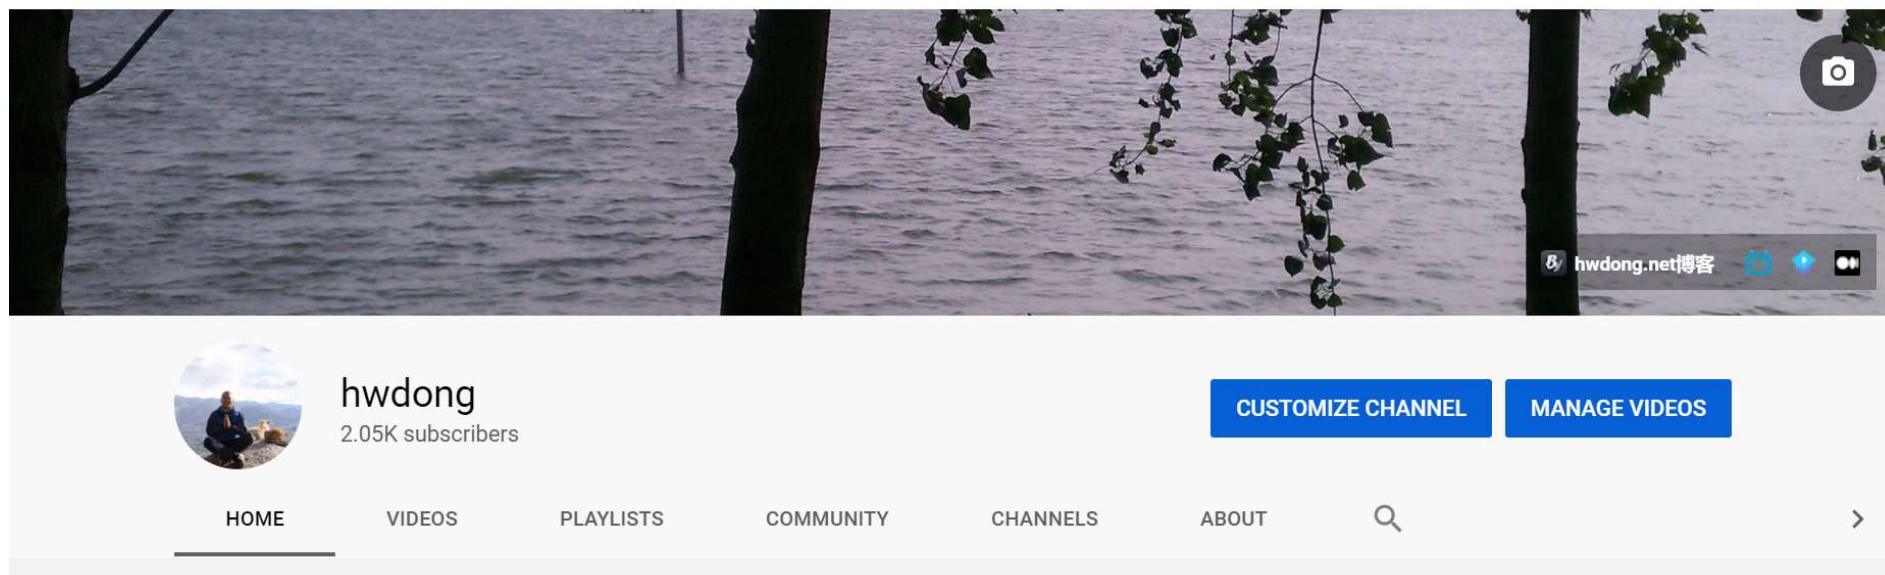 hwdong.net博客
hwdong
2.05K subscribers
CUSTOMIZE CHANNEL MANAGE VIDEOS
HOME VIDEOS PLAYLISTS COMMUNITY CHANNELS ABOUT